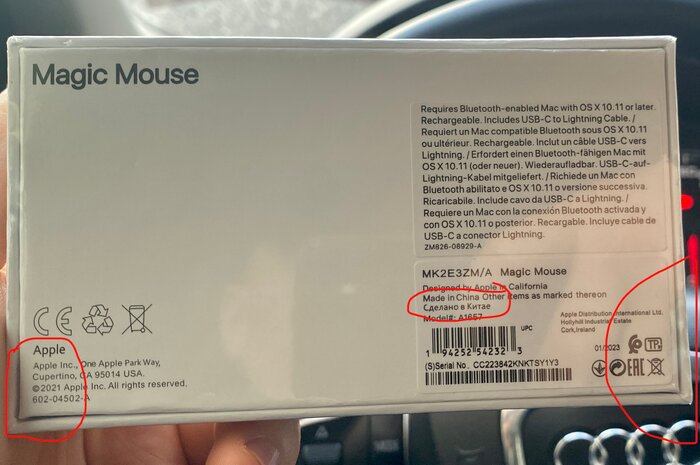 Magic Mouse
Requires Bluetooth-enabled Mac with OS X 10.11 or later.
Rechargeable. Includes USB-C to Lightning Cable. /
Requiert un Mac compatible Bluetooth sous OS X 10.11
ou ultérieur. Rechargeable. Inclut un câble USB-C vers
Lightning. / Erfordert einen Bluetooth-fähigen Mac mit
OS X 10.11 (oder neuer). Wiederaufladbar. USB-C-auf-
Lightning-Kabel mitgeliefert. / Richiede un Mac con
Bluetooth abilitato e OS X 10.11 o versione successiva.
Ricaricabile. Include cavo da USB-C a Lightning. /
Requiere un Mac con la conexión Bluetooth activada y
con OS X 10.11 o posterior. Recargable. Incluye cable de
USB-C a conector Lightning.
ZM826-08929-A
MK2E3ZM/A Magic Mouse
Designed by Apple in California
Made in China Other items as marked thereon
Сделано в Китае
Model#: A1657
Apple Distribution International Ltd.
Hollyhill Industrial Estate
Cork, Ireland
UPC
1 94252 54232 3
01/2023
TP
EAC
(S)Serial No. CC223842KNKTSY1Y3
CE
Apple
Apple Inc., One Apple Park Way,
Cupertino, CA 95014 USA.
©2021 Apple Inc. All rights reserved.
602-04502-A